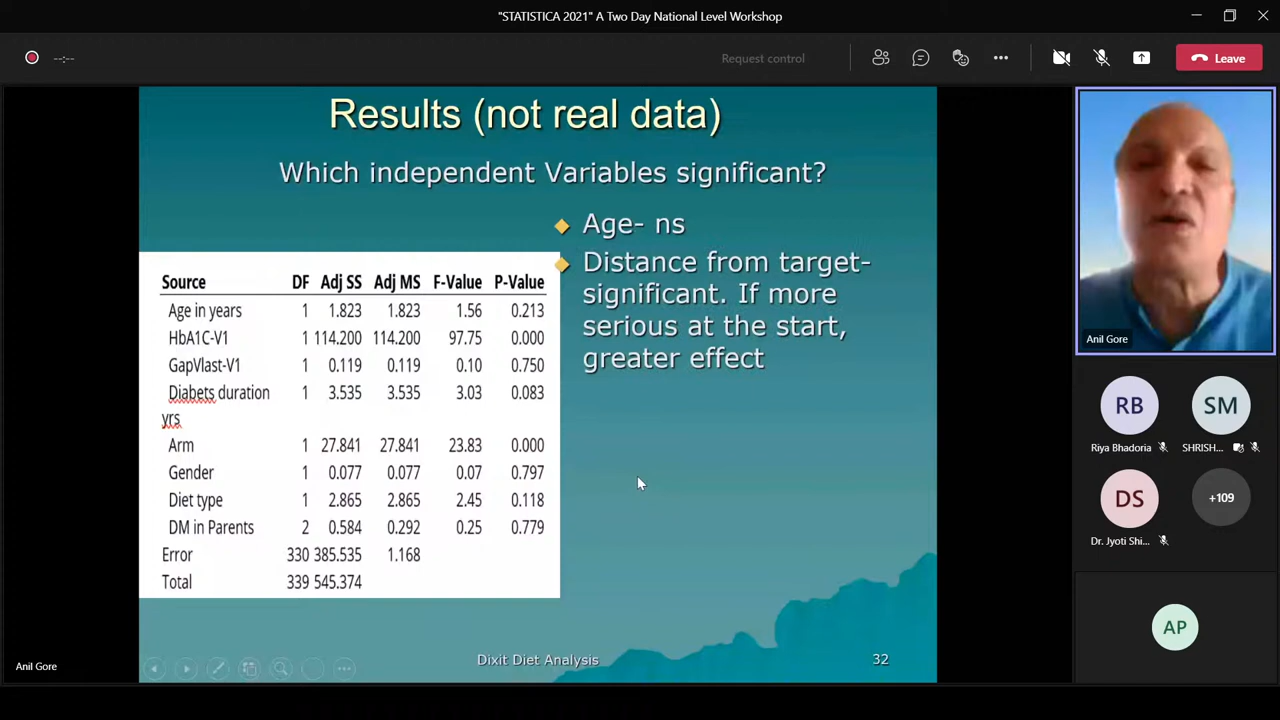 "STATISTICA 2021" A Two Day National Level Workshop
--:--
Request control
Leave
Results (not real data)
Which independent Variables significant?
Age- ns
Distance from target-
significant. If more
serious at the start,
greater effect
Source DF Adj SS Adj MS F-Value P-Value
Age in years 1 1.823 1.823 1.56 0.213
HbA1C-V1 1 114.200 114.200 97.75 0.000
GapVlast-V1 1 0.119 0.119 0.10 0.750
Diabets duration 1 3.535 3.535 3.03 0.083
yrs
Arm 1 27.841 27.841 23.83 0.000
Gender 1 0.077 0.077 0.07 0.797
Diet type 1 2.865 2.865 2.45 0.118
DM in Parents 2 0.584 0.292 0.25 0.779
Error 330 385.535 1.168
Total 339 545.374
Dixit Diet Analysis
32
Anil Gore
Anil Gore
RB
Riya Bhadoria
SM
SHRISH...
DS
Dr. Jyoti Shi...
+109
AP